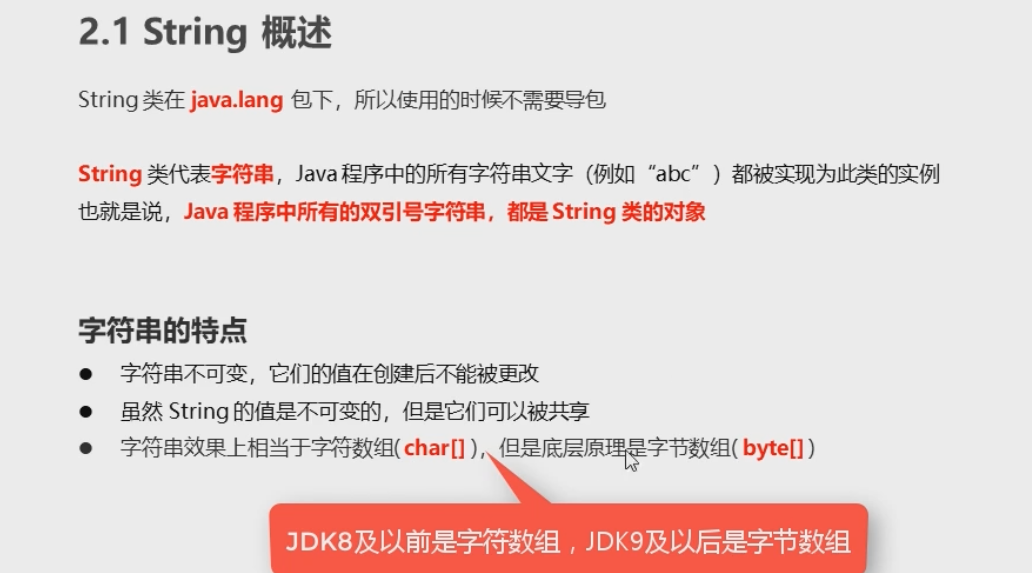 2.1 String 概述
String 类在 java.lang 包下，所以使用的时候不需要导包
String 类代表字符串，Java 程序中的所有字符串文字（例如“abc”）都被实现为此类的实例
也就是说，Java 程序中所有的双引号字符串，都是 String 类的对象
字符串的特点
● 字符串不可变，它们的值在创建后不能被更改
● 虽然 String 的值是不可变的，但是它们可以被共享
● 字符串效果上相当于字符数组( char[] )，但是底层原理是字节数组( byte[] )
JDK8及以前是字符数组，JDK9及以后是字节数组